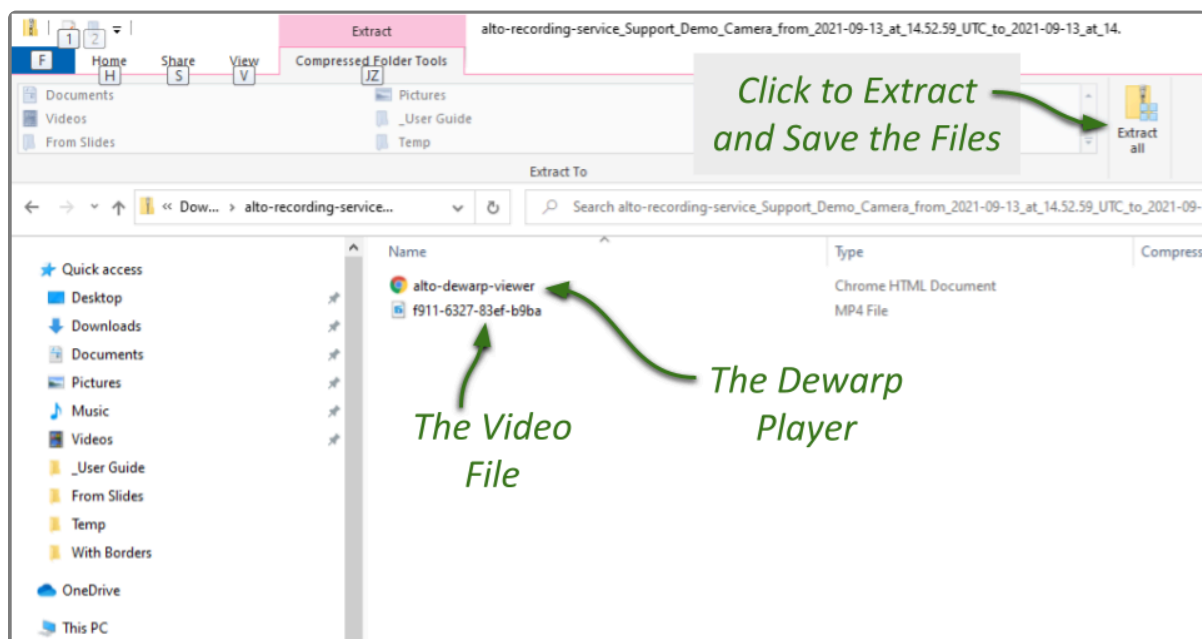 1 2
Extract
alto-recording-service_Support_Demo_Camera_from_2021-09-13_at_14.52.59_UTC_to_2021-09-13_at_14.
F
Home Share View Compressed Folder Tools
H S V JZ
Documents Pictures
Videos _User Guide
From Slides Temp
Extract To
Click to Extract
and Save the Files
Extract
all
« Dow... › alto-recording-service...
Search alto-recording-service_Support_Demo_Camera_from_2021-09-13_at_14.52.59_UTC_to_2021-09-
Name Type Compress
alto-dewarp-viewer Chrome HTML Document
f911-6327-83ef-b9ba MP4 File
Quick access
Desktop
Downloads
Documents
Pictures
Music
Videos
_User Guide
From Slides
Temp
With Borders
OneDrive
This PC
The Dewarp
Player
The Video
File